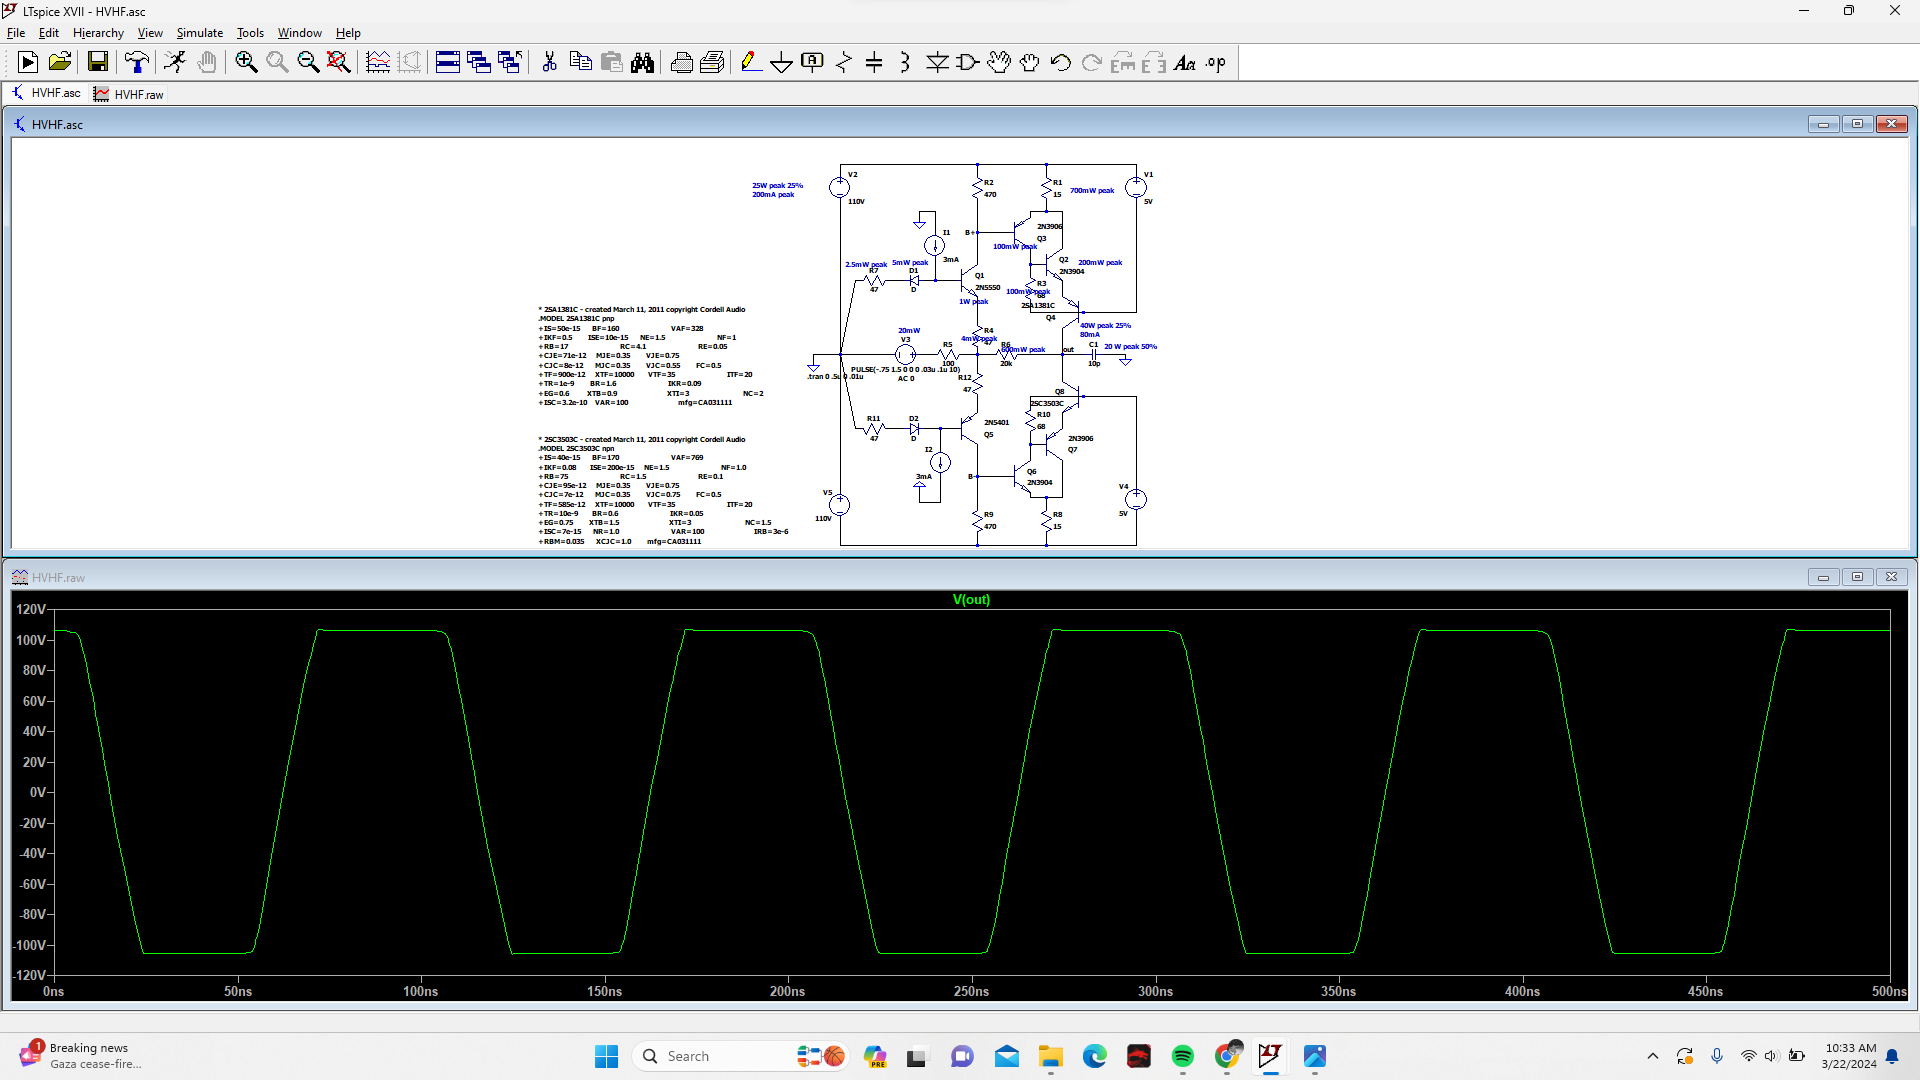 LTspice XVII - HVHF.asc
File Edit Hierarchy View Simulate Tools Window Help
.op
HVHF.asc HVHF.raw
HVHF.asc
V2
25W peak 25%
200mA peak
110V
R2
470
R1
15
700mW peak
V1
5V
I1
3mA
B+
2N3906
Q3
100mW peak
Q2
2N3904
200mW peak
2.5mW peak
R7
47
5mW peak
D1
D
Q1
2N5550
1W peak
R3
68
100mW peak
2SA1381C
Q4
40W peak 25%
80mA
* 2SA1381C - created March 11, 2011 copyright Cordell Audio
.MODEL 2SA1381C pnp
+IS=50e-15 BF=160 VAF=328
+IKF=0.5 ISE=10e-15 NE=1.5 NF=1
+RB=17 RC=4.1 RE=0.05
+CJE=71e-12 MJE=0.35 VJE=0.75
+CJC=8e-12 MJC=0.35 VJC=0.55 FC=0.5
+TF=900e-12 XTF=10000 VTF=35 ITF=20
+TR=1e-9 BR=1.6 IKR=0.09
+EG=0.6 XTB=0.9 XTI=3 NC=2
+ISC=3.2e-10 VAR=100 mfg=CA031111
20mW
V3
PULSE(-.75 1.5 0 0 0 .03u .1u 10)
AC 0
.tran 0 .5u 0 .01u
R5
100
R4
47
4mW peak
R6
20k
600mW peak
out
C1
10p
20 W peak 50%
R12
47
Q8
2SC3503C
R10
68
R11
47
D2
D
2N5401
Q5
2N3906
Q7
I2
3mA
B-
Q6
2N3904
* 2SC3503C - created March 11, 2011 copyright Cordell Audio
.MODEL 2SC3503C npn
+IS=40e-15 BF=170 VAF=769
+IKF=0.08 ISE=200e-15 NE=1.5 NF=1.0
+RB=75 RC=1.5 RE=0.1
+CJE=95e-12 MJE=0.35 VJE=0.75
+CJC=7e-12 MJC=0.35 VJC=0.75 FC=0.5
+TF=585e-12 XTF=10000 VTF=35 ITF=20
+TR=10e-9 BR=0.6 IKR=0.05
+EG=0.75 XTB=1.5 XTI=3 NC=1.5
+ISC=7e-15 NR=1.0 VAR=100 IRB=3e-6
+RBM=0.035 XCJC=1.0 mfg=CA031111
V5
110V
R9
470
R8
15
V4
5V
HVHF.raw
V(out)
120V
100V
80V
60V
40V
20V
0V
-20V
-40V
-60V
-80V
-100V
-120V
0ns 50ns 100ns 150ns 200ns 250ns 300ns 350ns 400ns 450ns 500ns
1
Breaking news
Gaza cease-fire...
Search
PRE
10:33 AM
3/22/2024